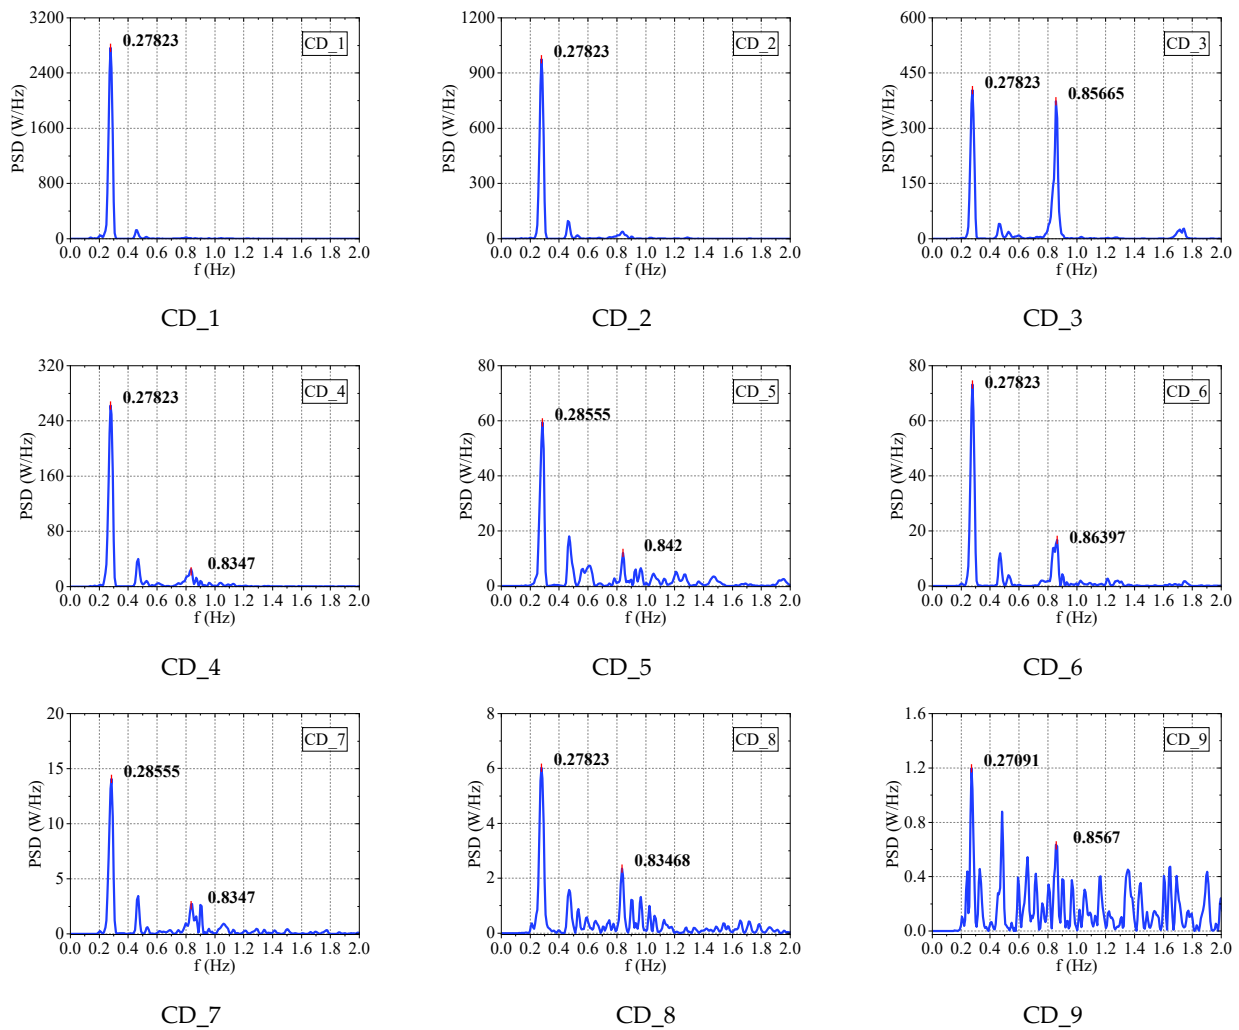 3200
2400
1600
800
0
PSD (W/Hz)
0.27823
CD_1
0.0 0.2 0.4 0.6 0.8 1.0 1.2 1.4 1.6 1.8 2.0
f (Hz)
CD_1
1200
900
600
300
0
PSD (W/Hz)
0.27823
CD_2
0.0 0.2 0.4 0.6 0.8 1.0 1.2 1.4 1.6 1.8 2.0
f (Hz)
CD_2
600
450
300
150
0
PSD (W/Hz)
0.27823
0.85665
CD_3
0.0 0.2 0.4 0.6 0.8 1.0 1.2 1.4 1.6 1.8 2.0
f (Hz)
CD_3
320
240
160
80
0
PSD (W/Hz)
0.27823
0.8347
CD_4
0.0 0.2 0.4 0.6 0.8 1.0 1.2 1.4 1.6 1.8 2.0
f (Hz)
CD_4
80
60
40
20
0
PSD (W/Hz)
0.28555
0.842
CD_5
0.0 0.2 0.4 0.6 0.8 1.0 1.2 1.4 1.6 1.8 2.0
f (Hz)
CD_5
80
60
40
20
0
PSD (W/Hz)
0.27823
0.86397
CD_6
0.0 0.2 0.4 0.6 0.8 1.0 1.2 1.4 1.6 1.8 2.0
f (Hz)
CD_6
20
15
10
5
0
PSD (W/Hz)
0.28555
0.8347
CD_7
0.0 0.2 0.4 0.6 0.8 1.0 1.2 1.4 1.6 1.8 2.0
f (Hz)
CD_7
8
6
4
2
0
PSD (W/Hz)
0.27823
0.83468
CD_8
0.0 0.2 0.4 0.6 0.8 1.0 1.2 1.4 1.6 1.8 2.0
f (Hz)
CD_8
1.6
1.2
0.8
0.4
0.0
PSD (W/Hz)
0.27091
0.8567
CD_9
0.0 0.2 0.4 0.6 0.8 1.0 1.2 1.4 1.6 1.8 2.0
f (Hz)
CD_9